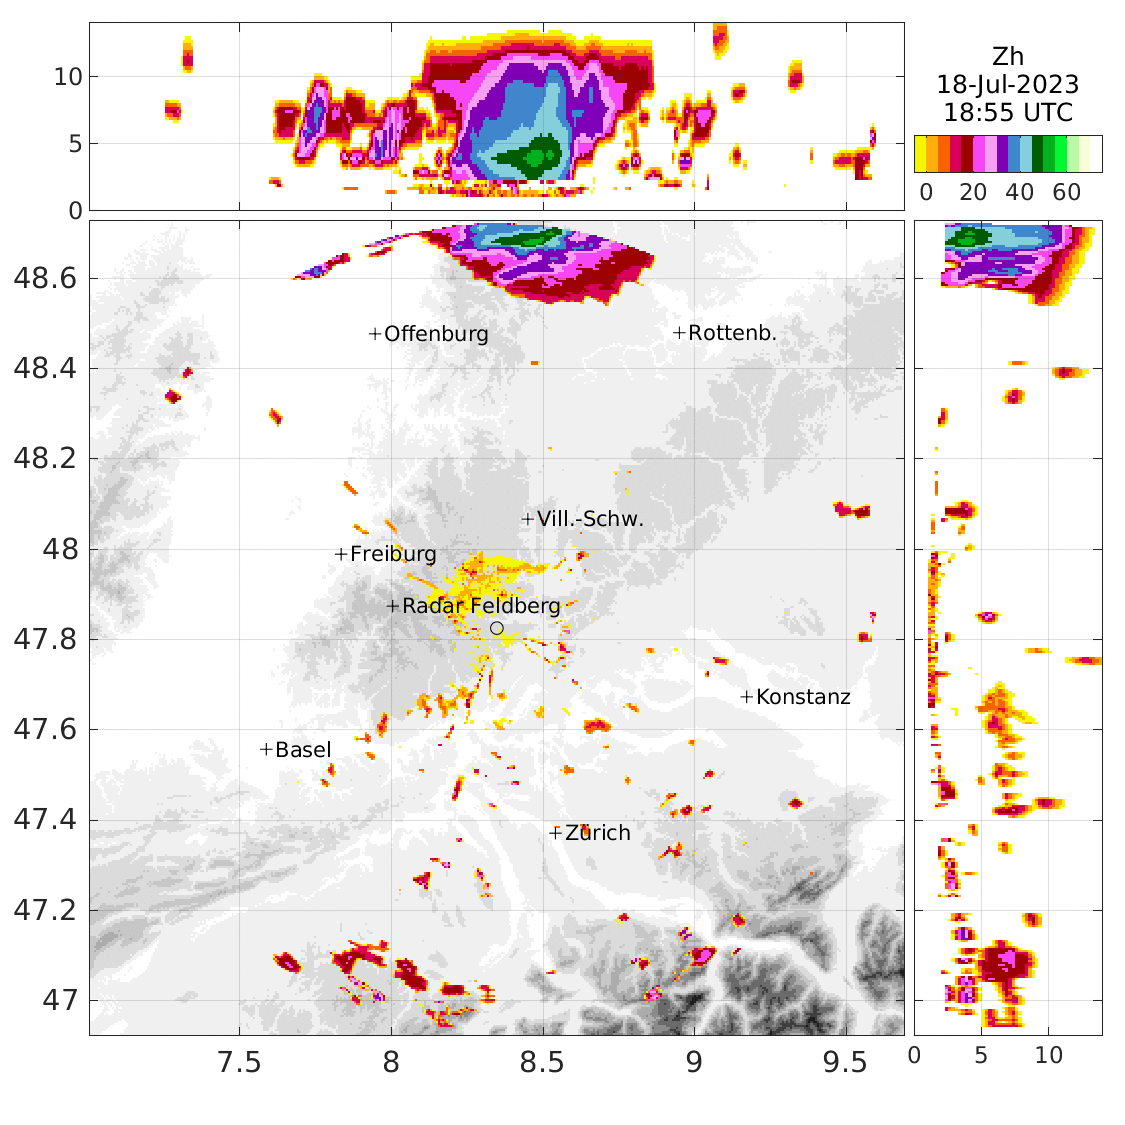 Zh
18-Jul-2023
18:55 UTC
0 20 40 60
10
5
0
48.6
48.4
48.2
48
47.8
47.6
47.4
47.2
47
Offenburg
Rottenb.
Vill.-Schw.
Freiburg
Radar Feldberg
Konstanz
Basel
Zürich
7.5 8 8.5 9 9.5
0 5 10